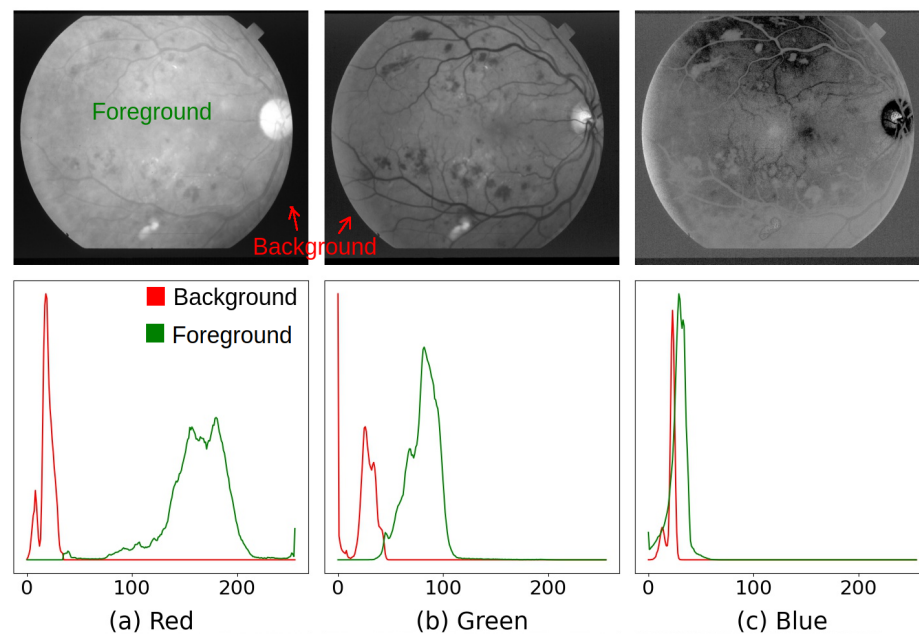 Foreground
Background
Background
Foreground
0 100 200
0 100 200
0 100 200
(a) Red
(b) Green
(c) Blue